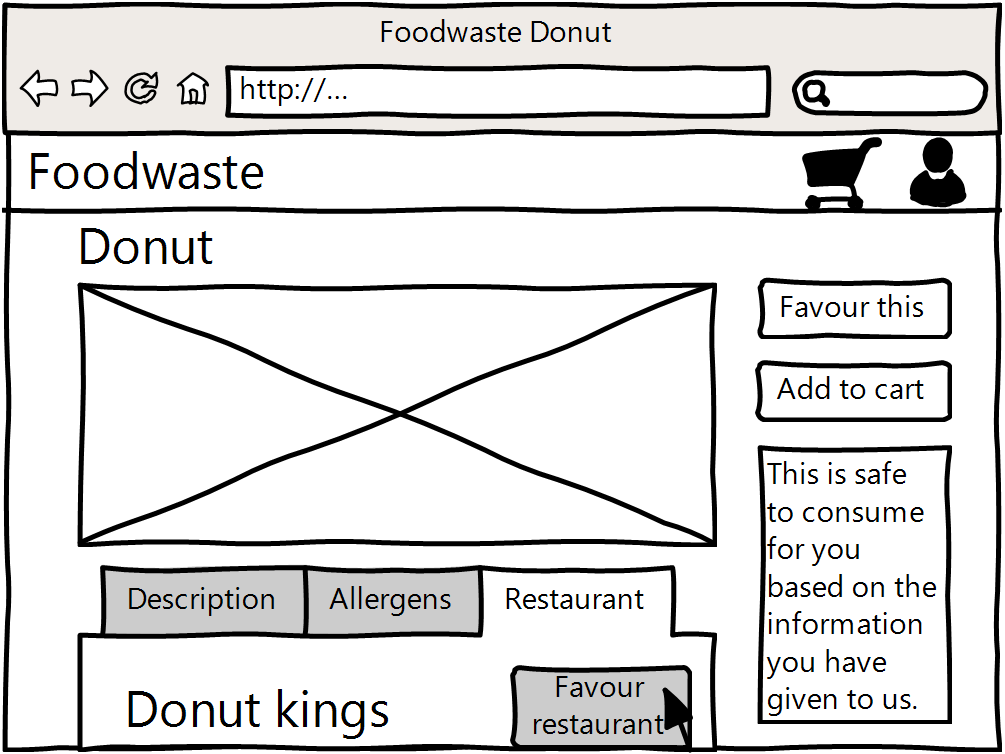 Foodwaste Donut
http://...
Foodwaste
Donut
Favour this
Add to cart
This is safe
to consume
for you
based on the
information
you have
given to us.
Description
Allergens
Restaurant
Donut kings
Favour
restaurant